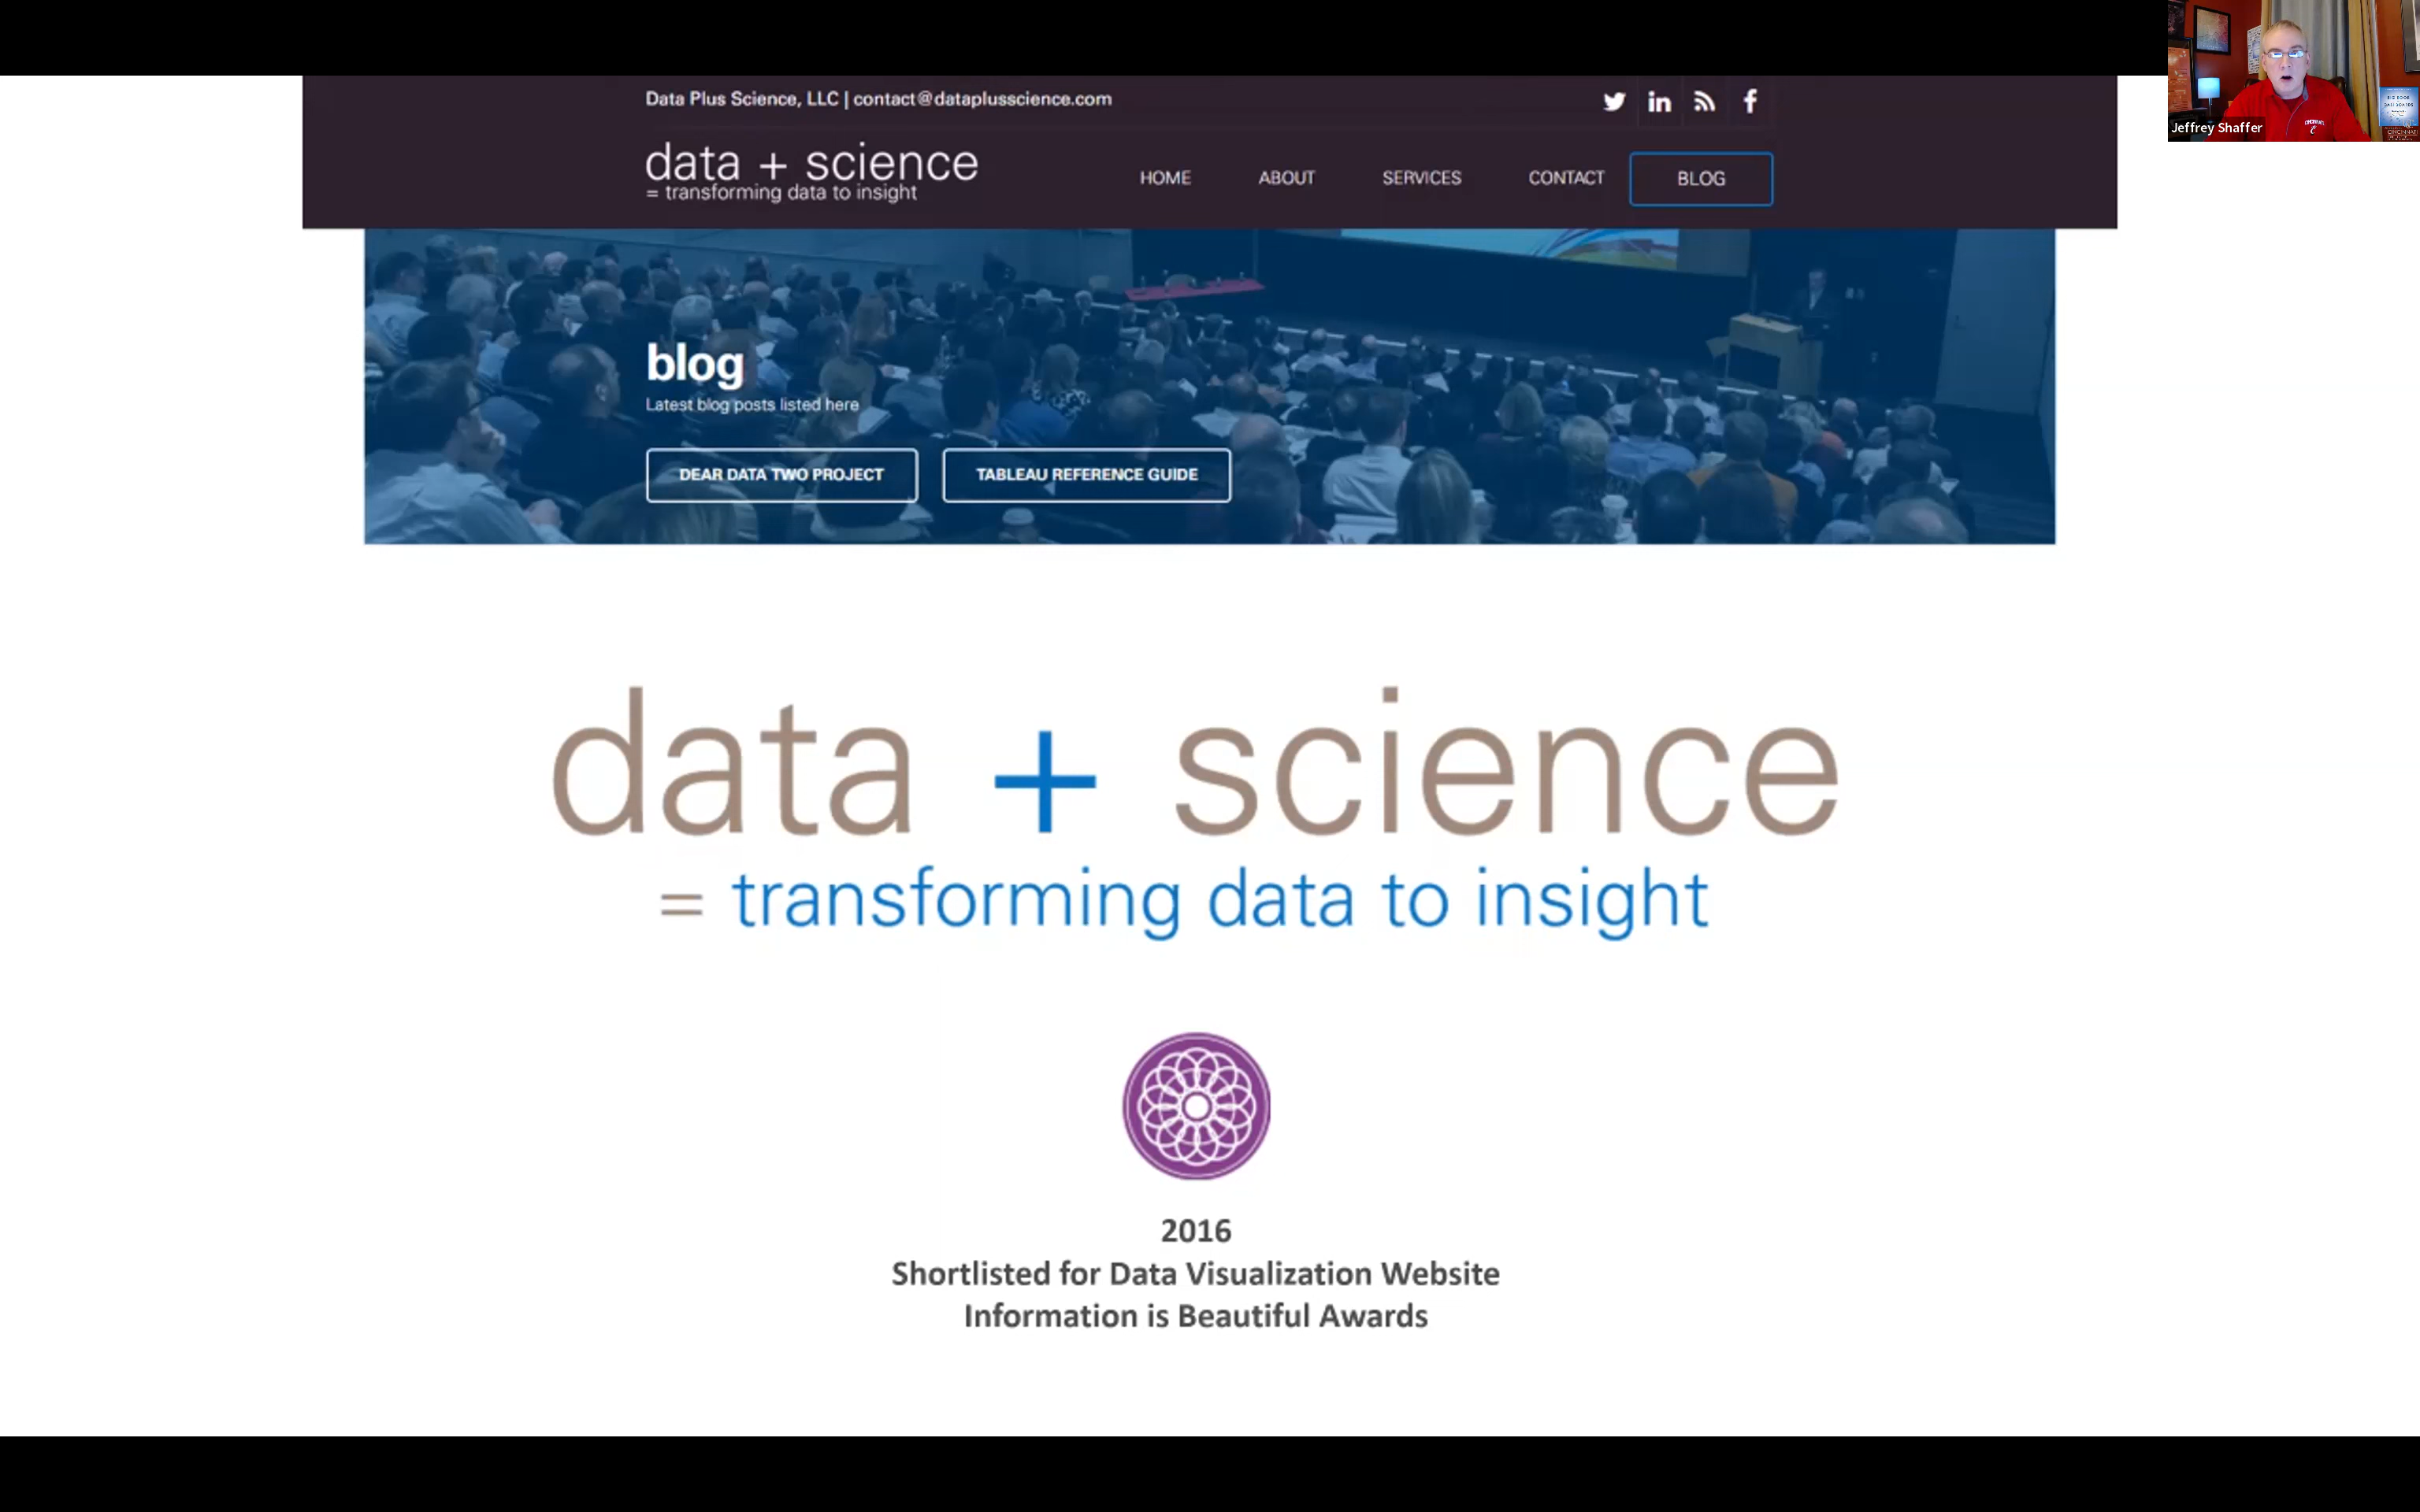 Data Plus Science, LLC | contact@dataplusscience.com
data + science
= transforming data to insight
HOME ABOUT SERVICES CONTACT BLOG
Jeffrey Shaffer
blog
Latest blog posts listed here
DEAR DATA TWO PROJECT TABLEAU REFERENCE GUIDE
data + science
= transforming data to insight
2016
Shortlisted for Data Visualization Website
Information is Beautiful Awards